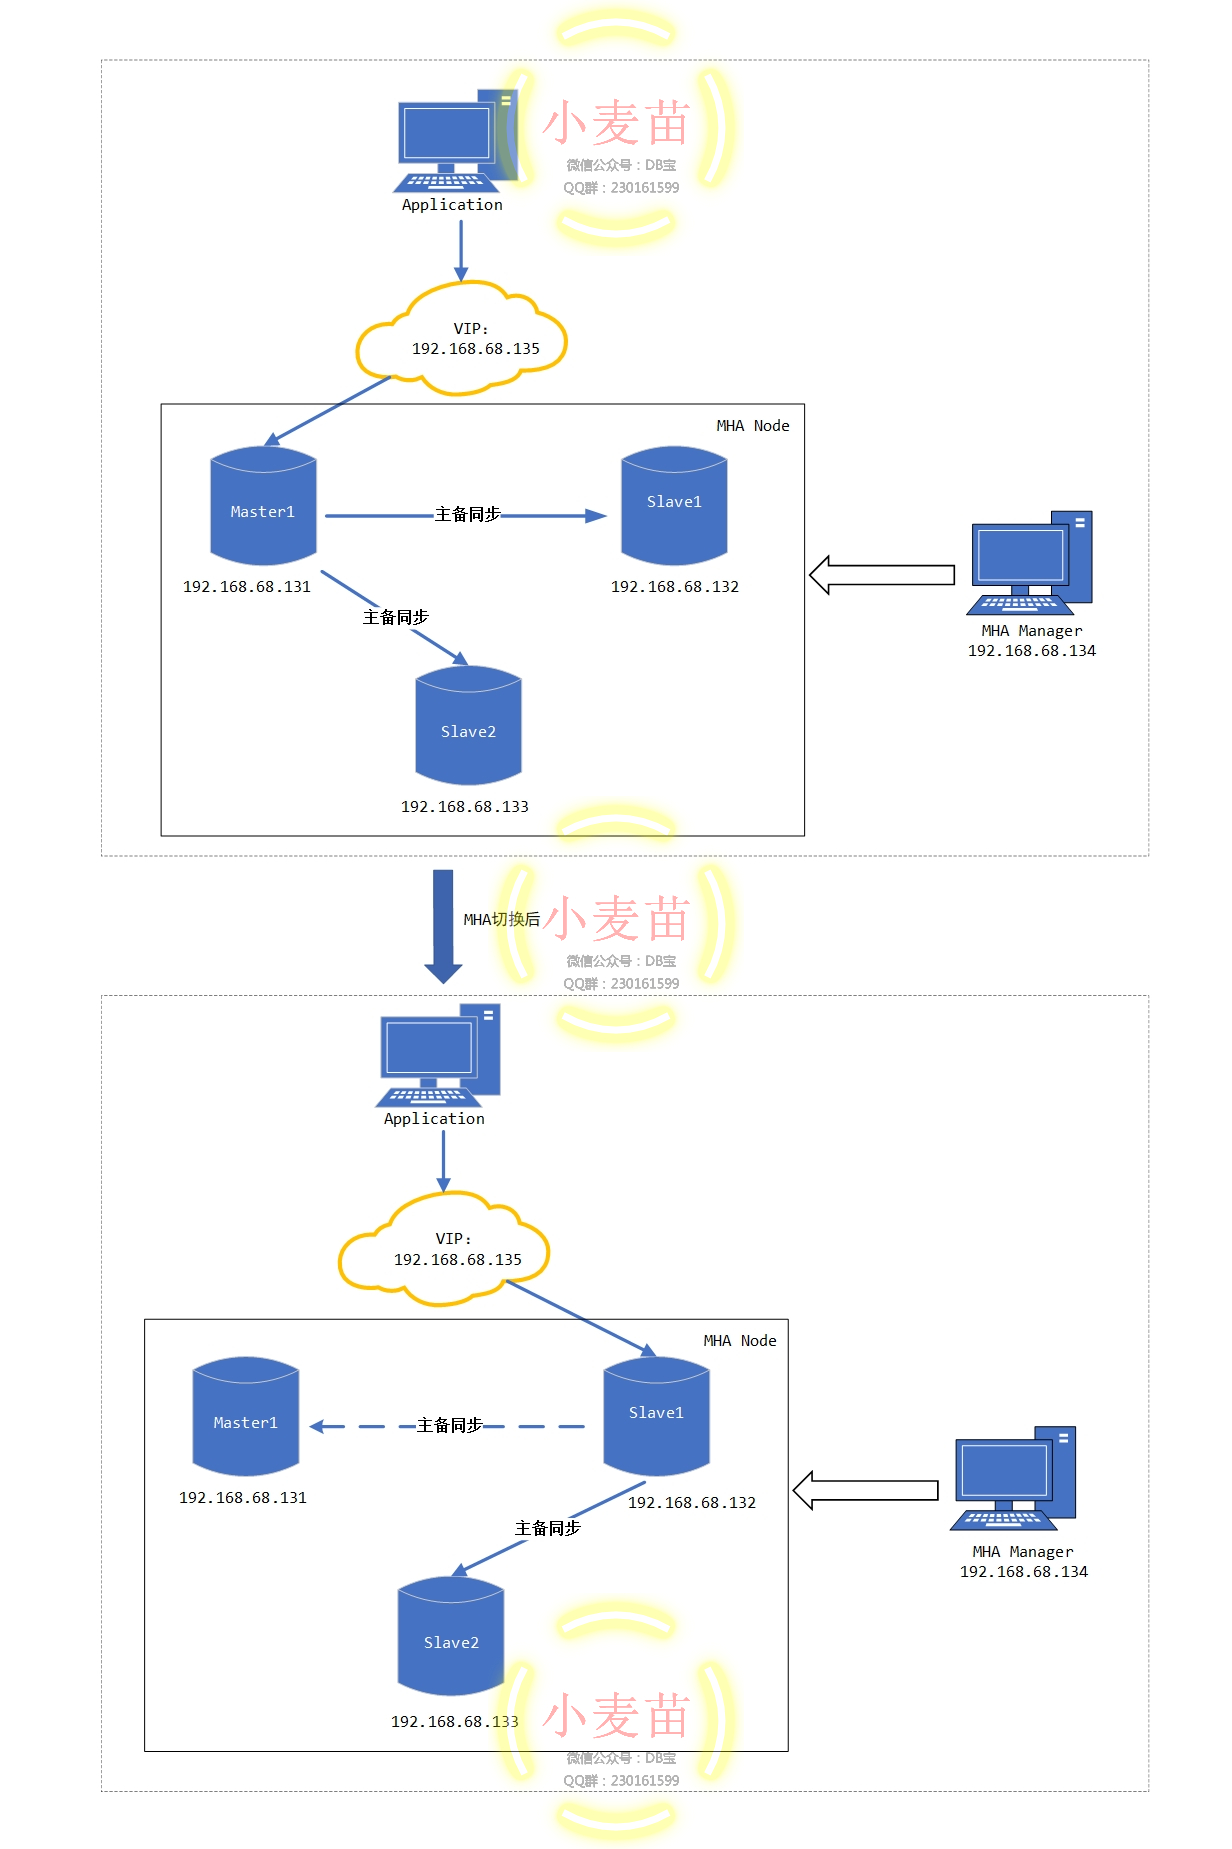 小麦苗
微信公众号：DB宝
QQ群：230161599
Application
VIP：
192.168.68.135
MHA Node
Master1
主备同步
Slave1
192.168.68.131
192.168.68.132
主备同步
MHA Manager
192.168.68.134
Slave2
192.168.68.133
MHA切换后
小麦苗
微信公众号：DB宝
QQ群：230161599
Application
VIP：
192.168.68.135
MHA Node
Master1
主备同步
Slave1
192.168.68.131
192.168.68.132
主备同步
MHA Manager
192.168.68.134
Slave2
192.168.68.133
小麦苗
微信公众号：DB宝
QQ群：230161599